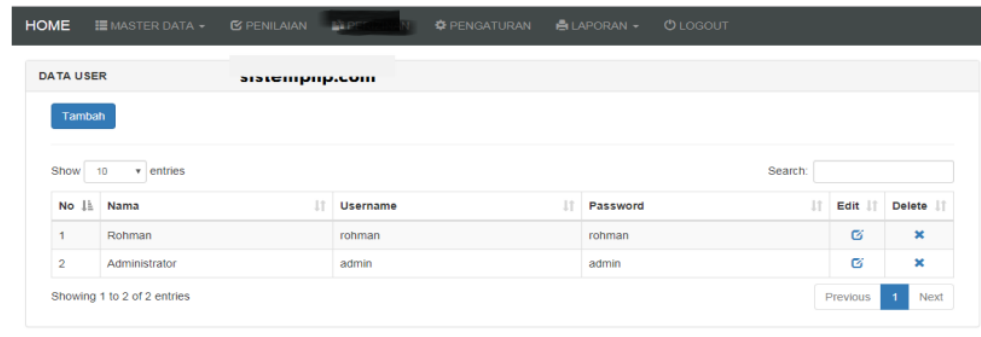 HOME MASTER DATA PENILAIAN PENGATURAN LAPORAN LOGOUT
DATA USER sistemphp.com
Tambah
Show 10 entries Search:
No Nama Username Password Edit Delete
1 Rohman rohman rohman
2 Administrator admin admin
Showing 1 to 2 of 2 entries Previous 1 Next